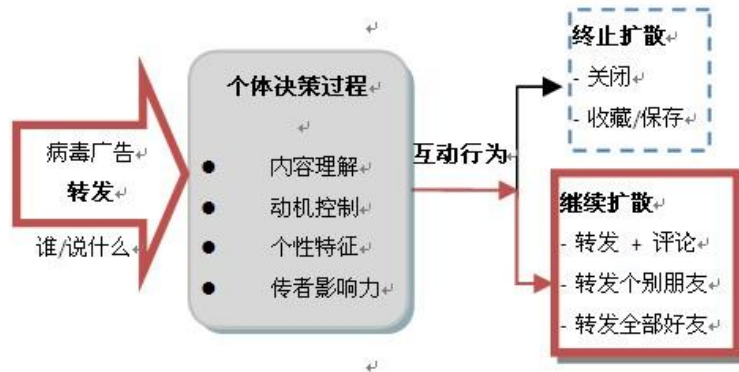 病毒广告
转发
谁/说什么
个体决策过程
● 内容理解
● 动机控制
● 个性特征
● 传者影响力
互动行为
终止扩散
- 关闭
- 收藏/保存
继续扩散
- 转发 + 评论
- 转发个别朋友
- 转发全部好友